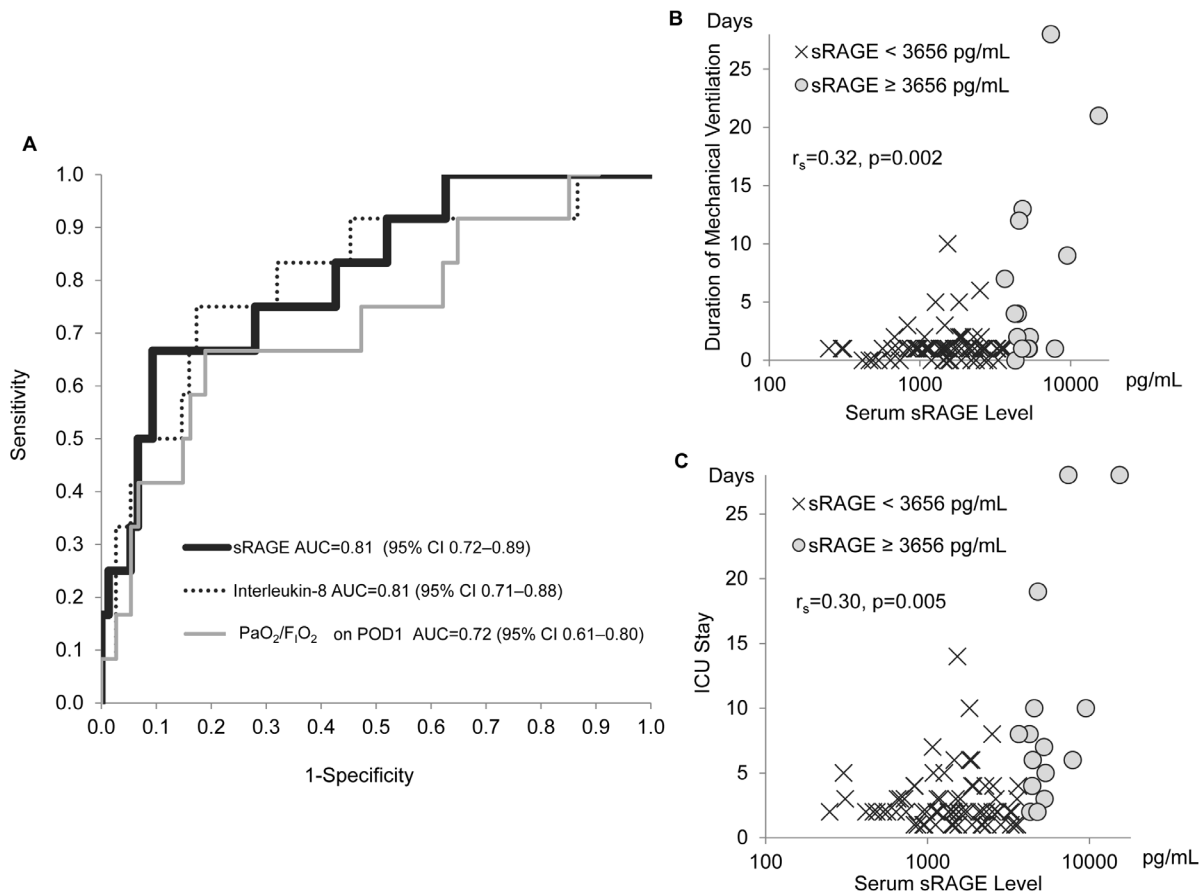 A
1.0
0.9
0.8
0.7
0.6
0.5
0.4
0.3
0.2
0.1
0.0
Sensitivity
sRAGE AUC=0.81 (95% CI 0.72–0.89)
Interleukin-8 AUC=0.81 (95% CI 0.71–0.88)
PaO2/FIO2 on POD1 AUC=0.72 (95% CI 0.61–0.80)
0.0 0.1 0.2 0.3 0.4 0.5 0.6 0.7 0.8 0.9 1.0
1-Specificity
B
Days
sRAGE < 3656 pg/mL
sRAGE ≥ 3656 pg/mL
rs=0.32, p=0.002
25
20
15
10
5
0
Duration of Mechanical Ventilation
100 1000 10000 pg/mL
Serum sRAGE Level
C
Days
sRAGE < 3656 pg/mL
sRAGE ≥ 3656 pg/mL
rs=0.30, p=0.005
25
20
15
10
5
0
ICU Stay
100 1000 10000 pg/mL
Serum sRAGE Level